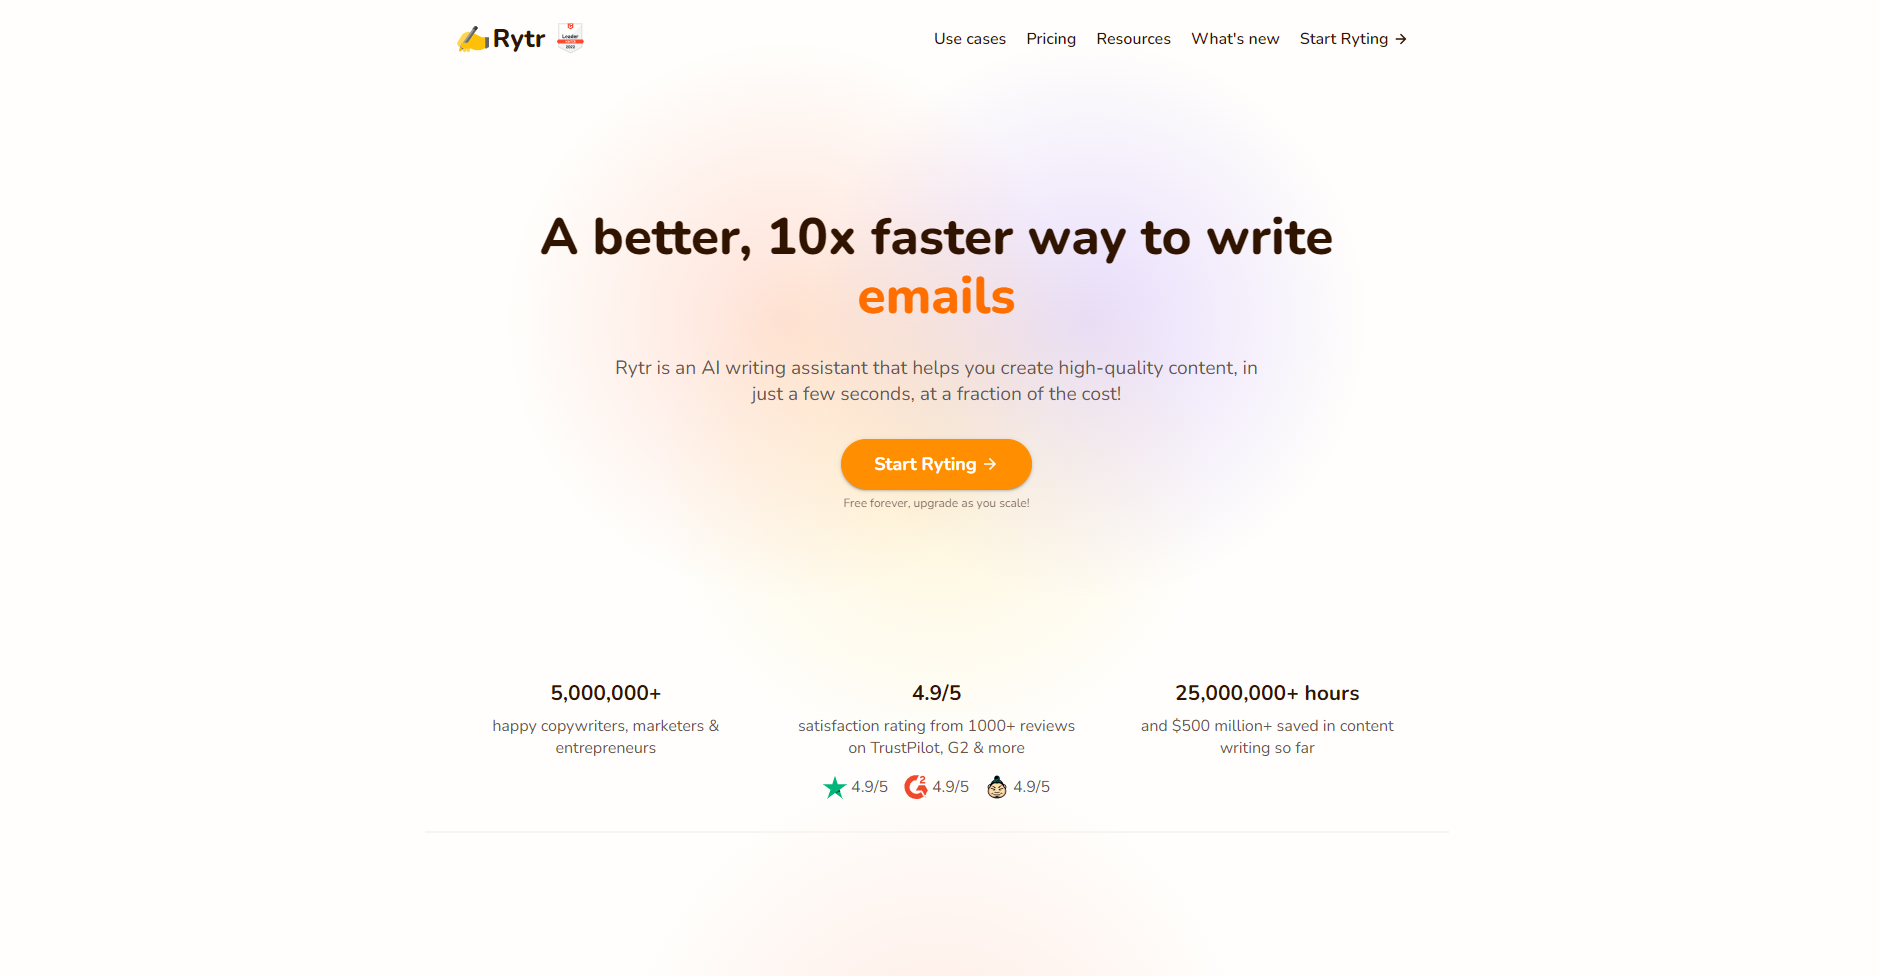 Rytr
Leader
2022
Use cases
Pricing
Resources
What's new
Start Ryting →
A better, 10x faster way to write
emails
Rytr is an AI writing assistant that helps you create high-quality content, in
just a few seconds, at a fraction of the cost!
Start Ryting →
Free forever, upgrade as you scale!
5,000,000+
happy copywriters, marketers &
entrepreneurs
4.9/5
satisfaction rating from 1000+ reviews
on TrustPilot, G2 & more
4.9/5
G2 4.9/5
4.9/5
25,000,000+ hours
and $500 million+ saved in content
writing so far